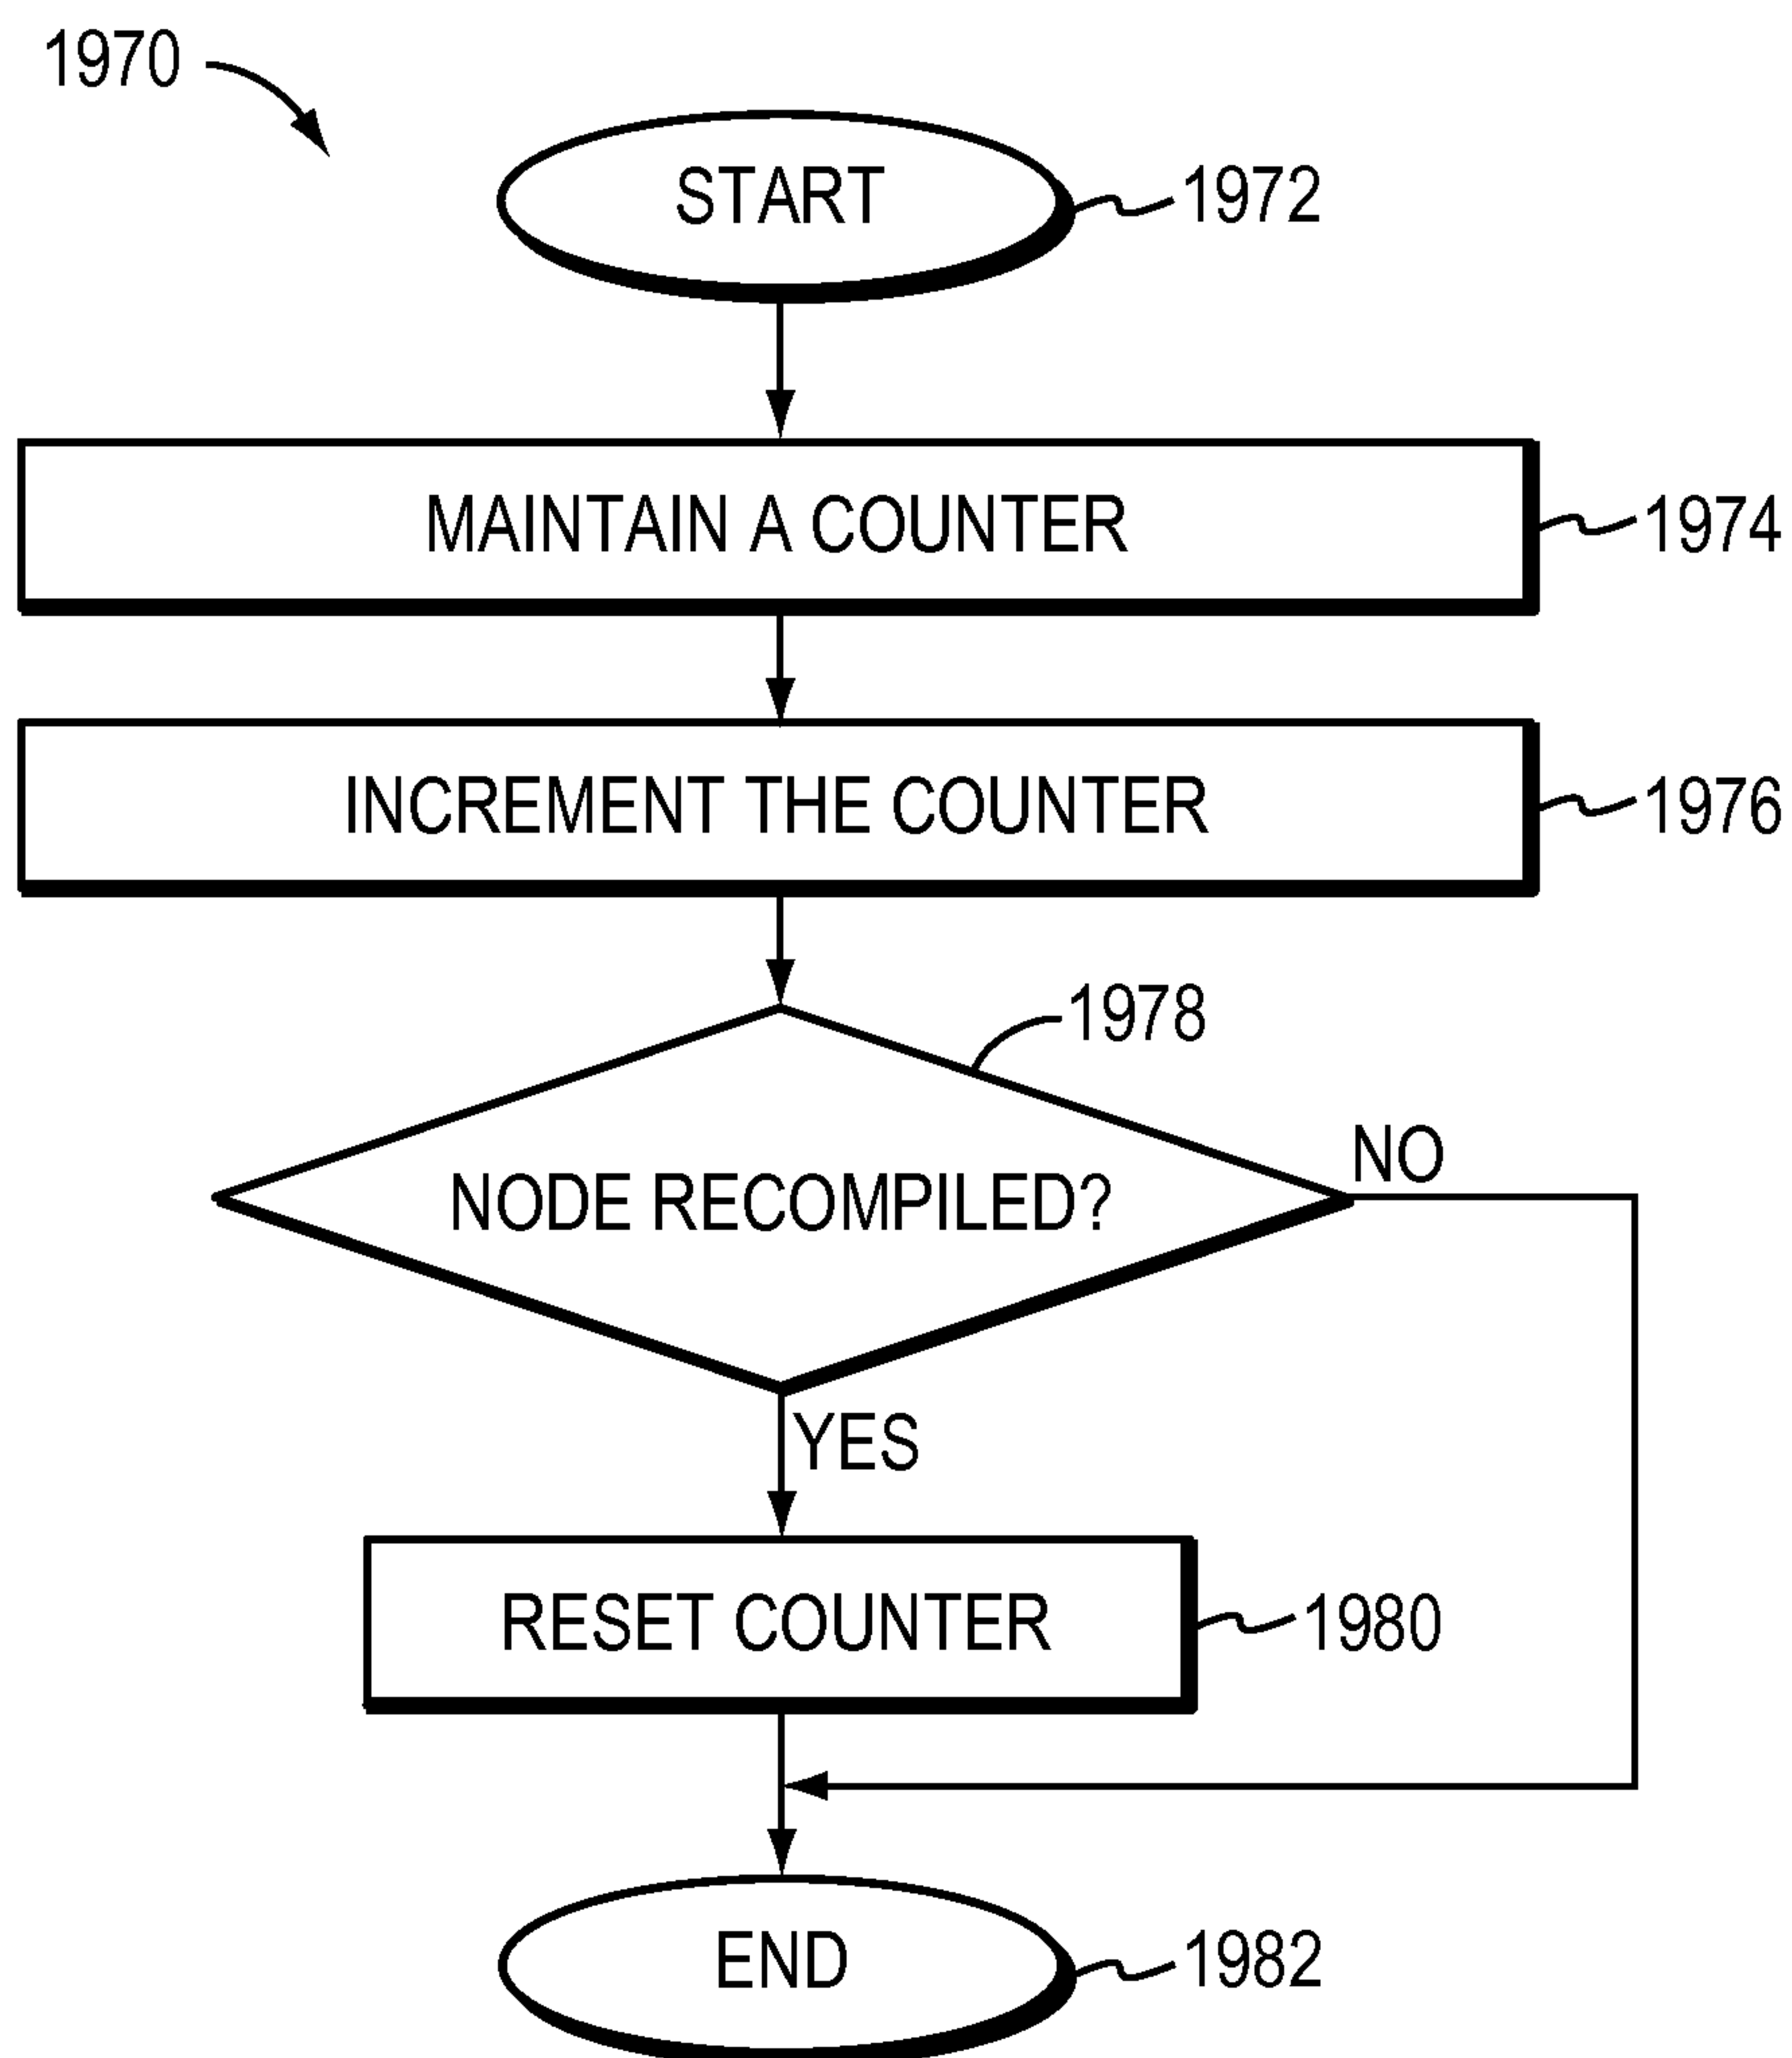 1970
START
1972
MAINTAIN A COUNTER
1974
INCREMENT THE COUNTER
1976
1978
NODE RECOMPILED?
NO
YES
RESET COUNTER
1980
END
1982